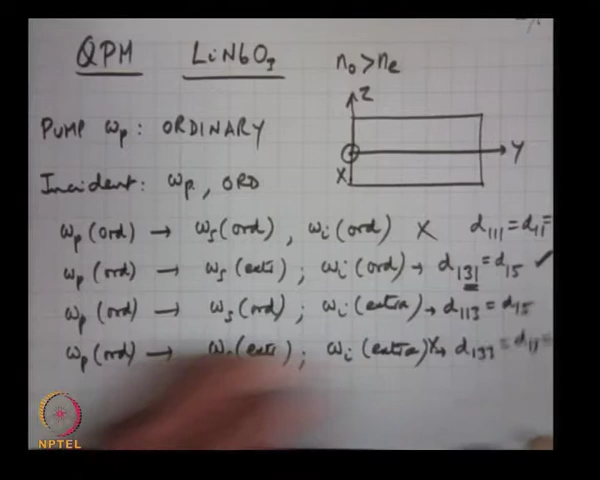 QPM LiNbO3
n0 > ne
Z
PUMP ωp : ORDINARY
Y
X
Incident: ωp, ORD
ωp (ord) → ωs (ord), ωi (ord) X d111 = d11 =
ωp (ord) → ωs (extr); ωi (ord) → d131 = d15 ✓
ωp (ord) → ωs (ord); ωi (extra) → d113 = d15
ωp (ord) → (extr); ωi (extra) X→ d133 =
NPTEL